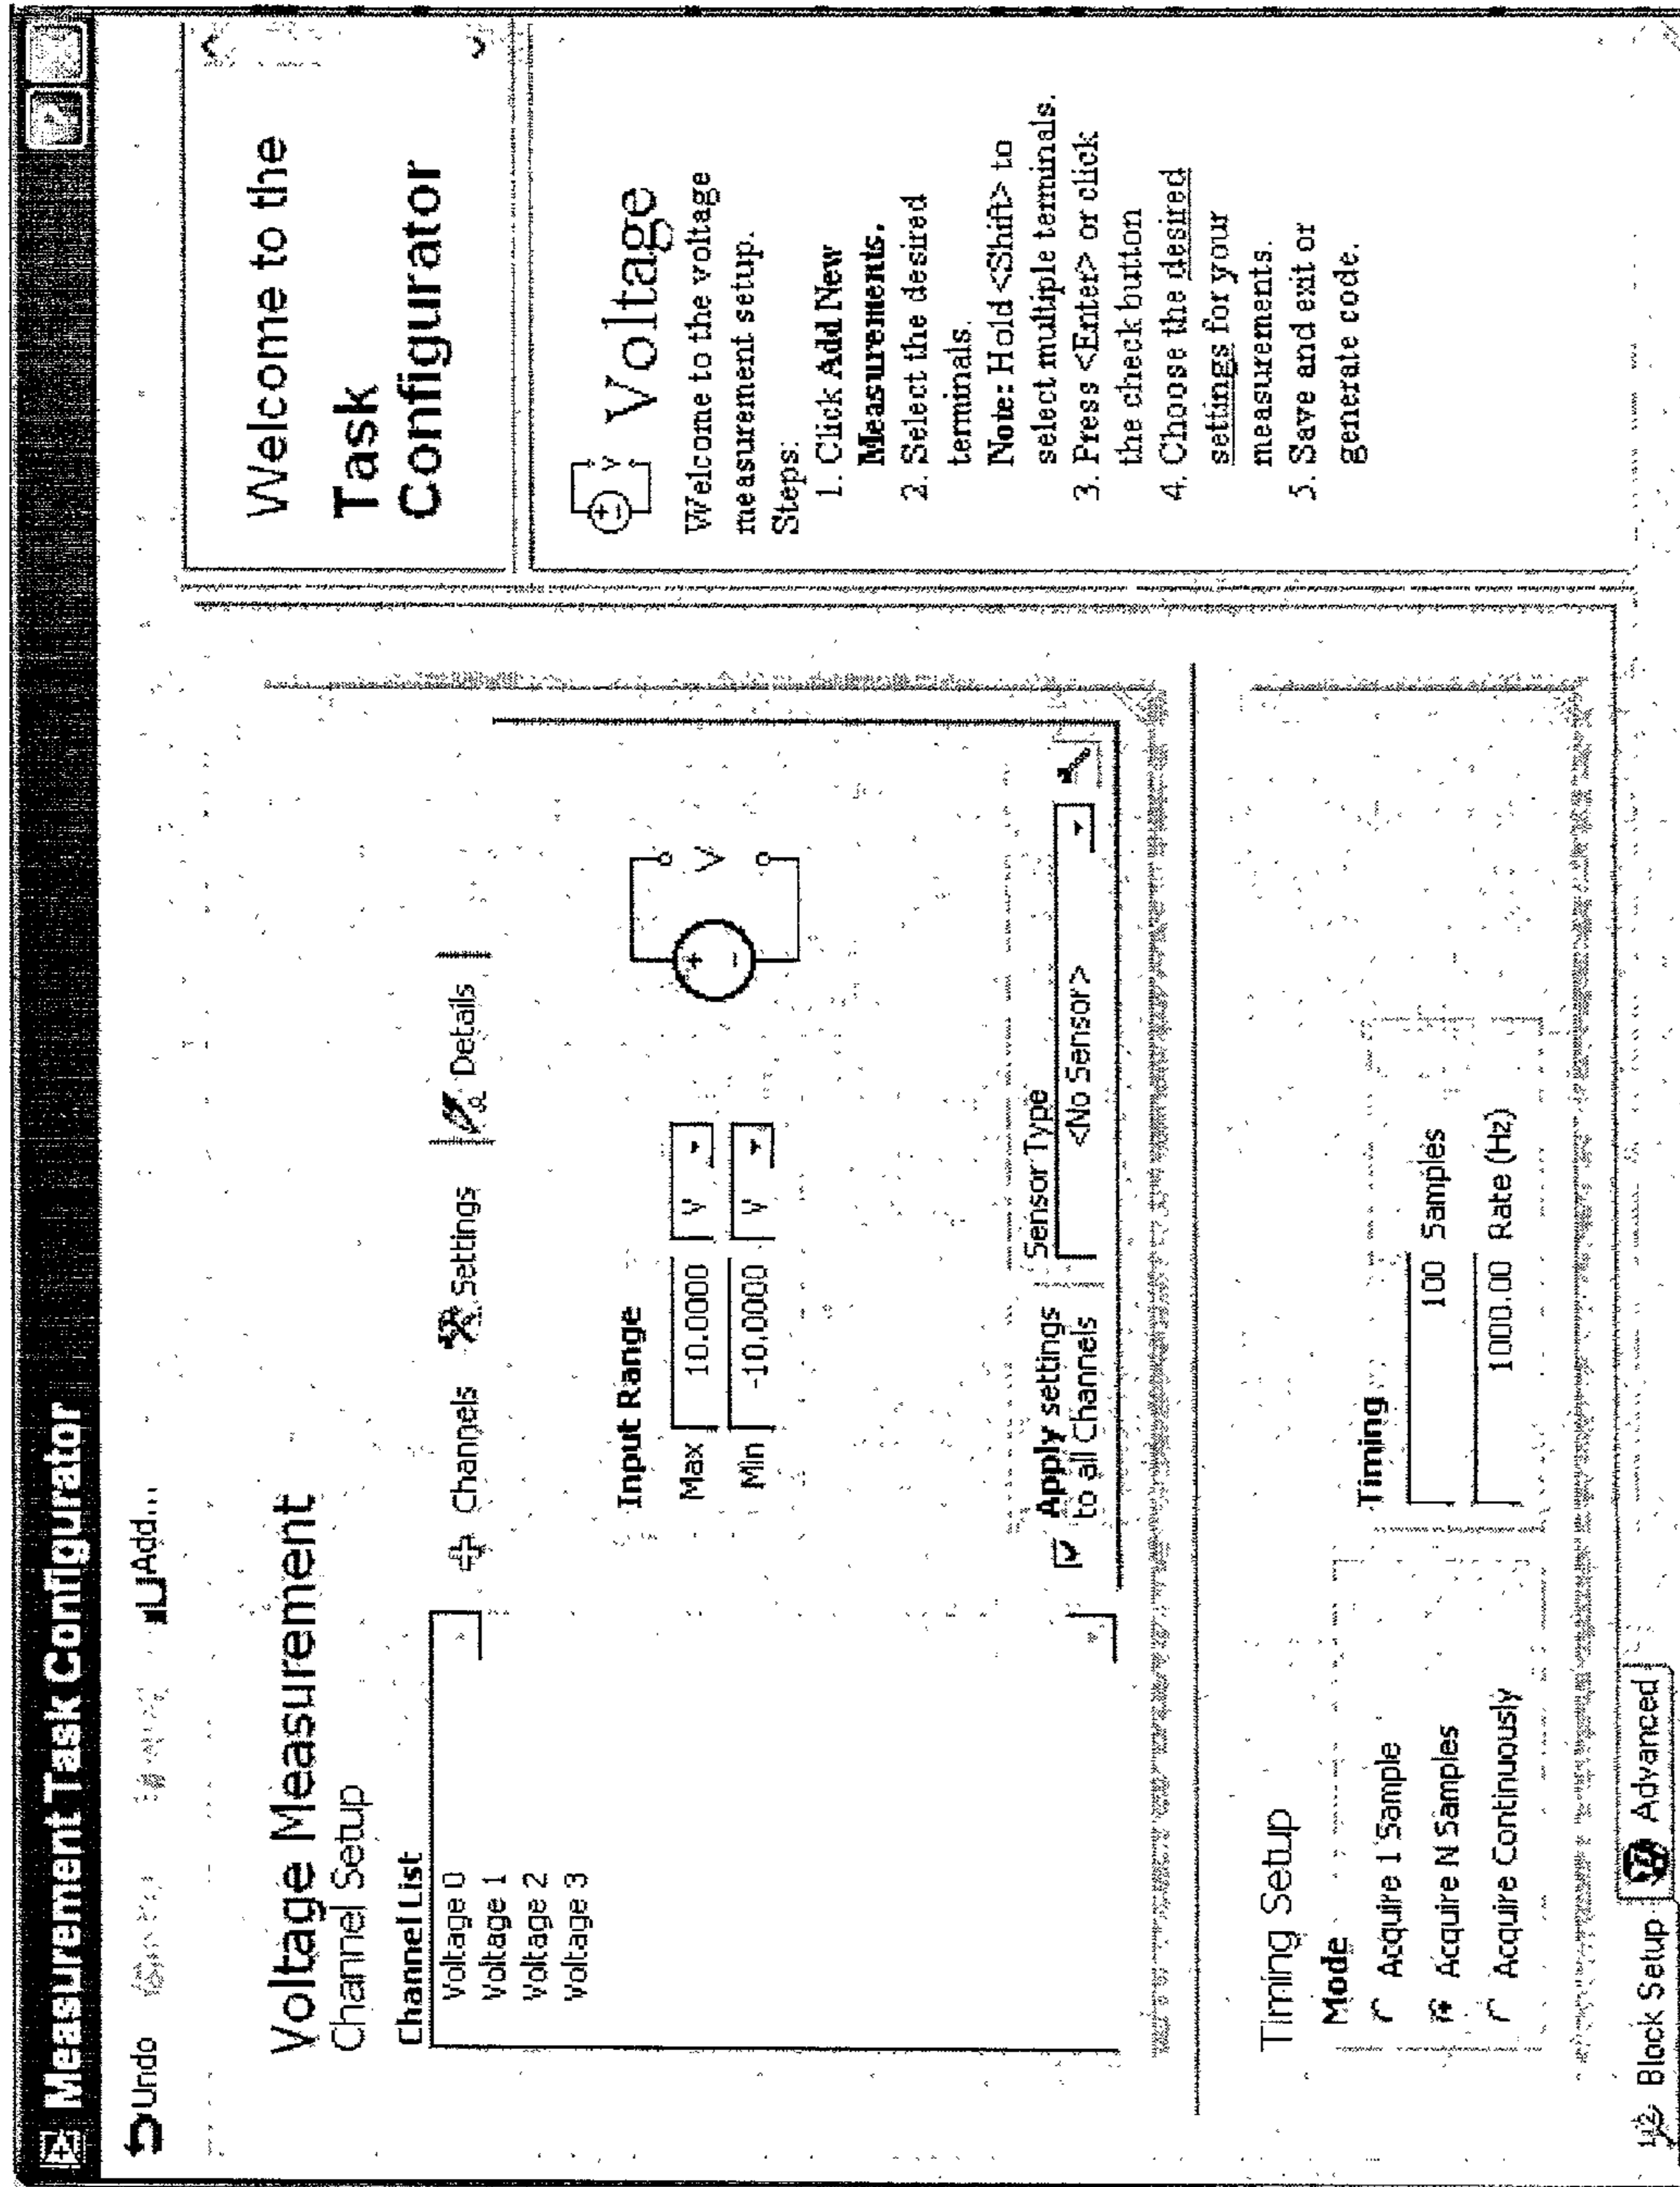 Measurement Task Configurator
Undo
Add...
Voltage Measurement
Channel Setup
Channel List
Voltage 0
Voltage 1
Voltage 2
Voltage 3
Channels
Settings
Details
Input Range
Max 10.0000 V
Min -10.0000 V
+
-
V
Apply settings
to all Channels
Sensor Type
<No Sensor>
Timing Setup
Mode
Acquire 1 Sample
Acquire N Samples
Acquire Continuously
Timing
100 Samples
1000.00 Rate (Hz)
Block Setup
Advanced
Welcome to the
Task
Configurator
Voltage
Welcome to the voltage
measurement setup.
Steps:
1. Click Add New
Measurements.
2. Select the desired
terminals.
Note: Hold <Shift> to
select multiple terminals.
3. Press <Enter> or click
the check button
4. Choose the desired
settings for your
measurements.
5. Save and exit or
generate code.